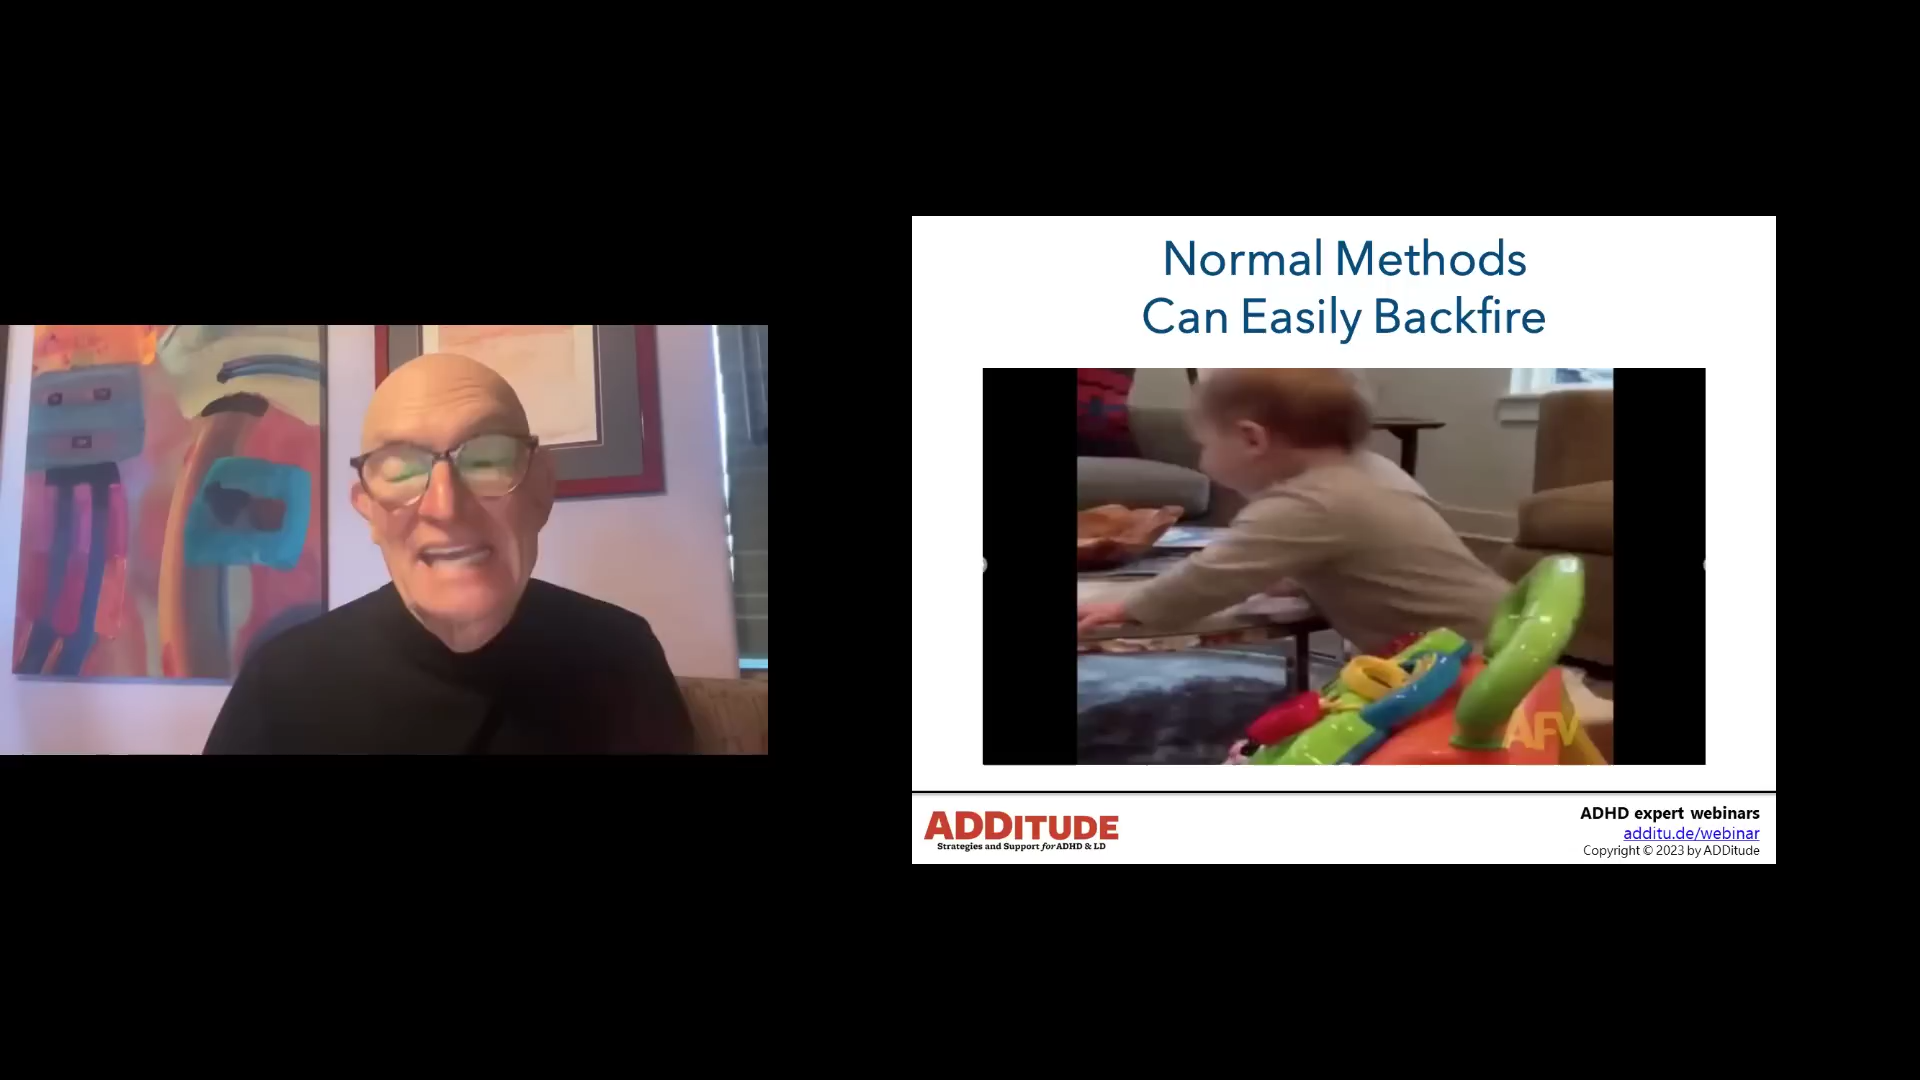 Normal Methods
Can Easily Backfire
AFV
ADDITUDE
Strategies and Support for ADHD & LD
ADHD expert webinars
additu.de/webinar
Copyright © 2023 by ADDitude